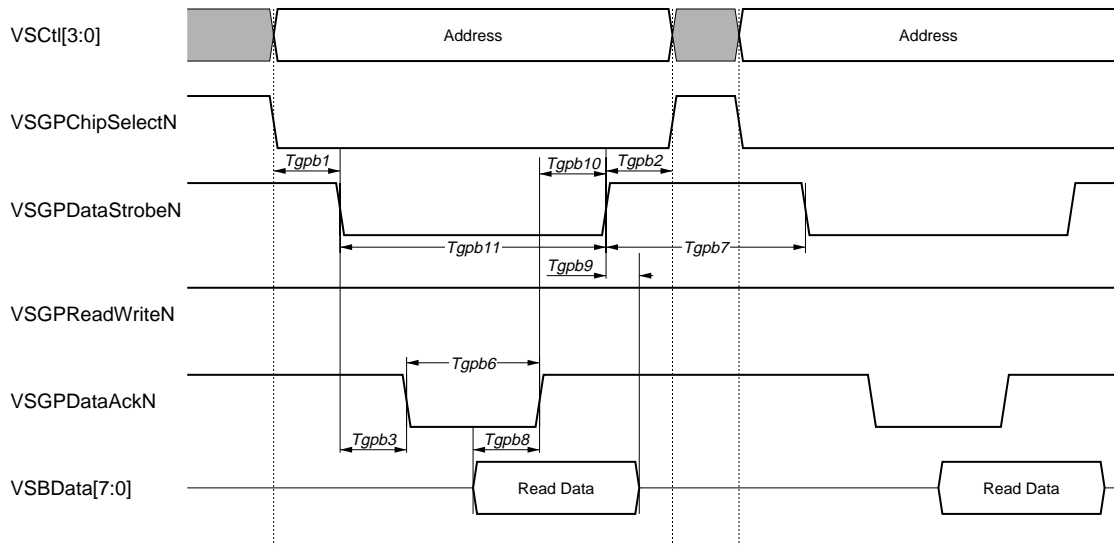 VSCtl[3:0]
Address
Address
VSGPChipSelectN
Tgpb1
Tgpb10
Tgpb2
VSGPDataStrobeN
Tgpb11
Tgpb7
Tgpb9
VSGPReadWriteN
Tgpb6
VSGPDataAckN
Tgpb3
Tgpb8
VSBData[7:0]
Read Data
Read Data